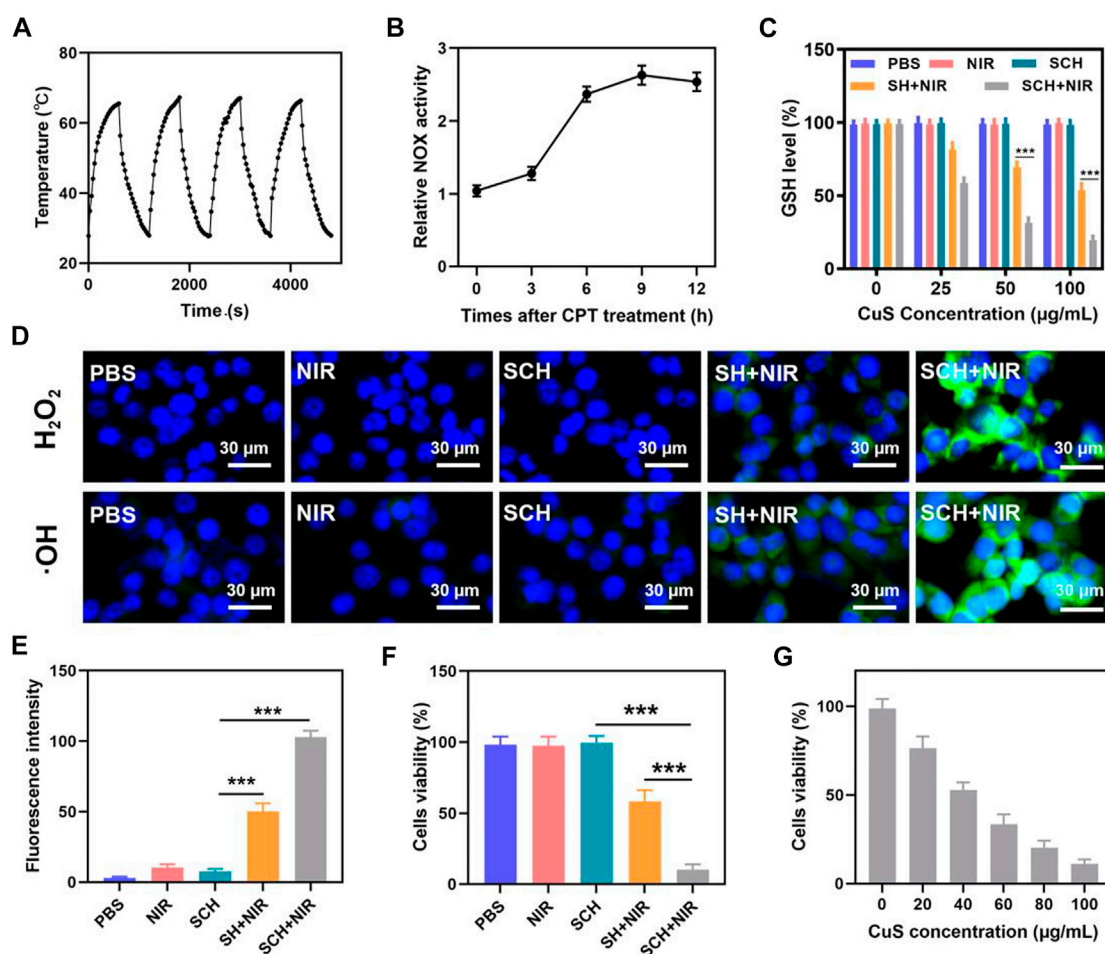 A
Temperature (°C)
80
60
40
20
0
2000
4000
Time.(s)
B
Relative NOX activity
3
2
1
0
0
3
6
9
12
Times after CPT treatment (h)
C
GSH level (%)
150
100
50
0
PBS
NIR
SCH
SH+NIR
SCH+NIR
***
***
0
25
50
100
CuS Concentration (µg/mL)
D
H₂O₂
PBS
30 µm
NIR
30 µm
SCH
30 µm
SH+NIR
30 µm
SCH+NIR
30 µm
·OH
PBS
30 µm
NIR
30 µm
SCH
30 µm
SH+NIR
30 µm
SCH+NIR
30 µm
E
Fluorescence intensity
150
100
50
0
***
***
PBS
NIR
SCH
SH+NIR
SCH+NIR
F
Cells viability (%)
150
100
50
0
***
***
PBS
NIR
SCH
SH+NIR
SCH+NIR
G
Cells viability (%)
100
50
0
0
20
40
60
80
100
CuS concentration (µg/mL)